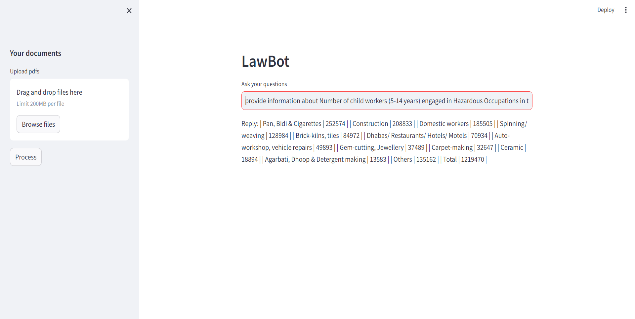 Deploy
Your documents
Upload pdfs
Drag and drop files here
Limit 200MB per file
Browse files
Process
LawBot
Ask your questions
provide information about Number of child workers (5-14 years) engaged in Hazardous Occupations in t
Reply: | Pan, Bidi & Cigarettes | 252574 | | Construction | 208833 | | Domestic workers | 185505 | | Spinning/
weaving | 128984 | | Brick-kilns, tiles | 84972 | | Dhabas/ Restaurants/ Hotels/ Motels | 70934 | | Auto-
workshop, vehicle repairs | 49893 | | Gem-cutting, Jewellery | 37489 | | Carpet-making | 32647 | | Ceramic |
18894 | | Agarbati, Dhoop & Detergent making | 13583 | | Others | 135162 | | Total | 1219470 |